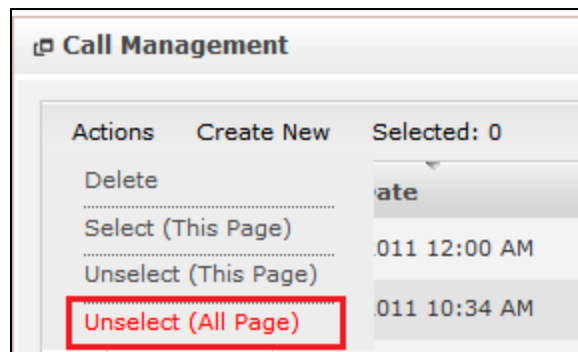 Call Management
Actions Create New Selected: 0
Delete
ate
Select (This Page)
011 12:00 AM
Unselect (This Page)
Unselect (All Page)
011 10:34 AM